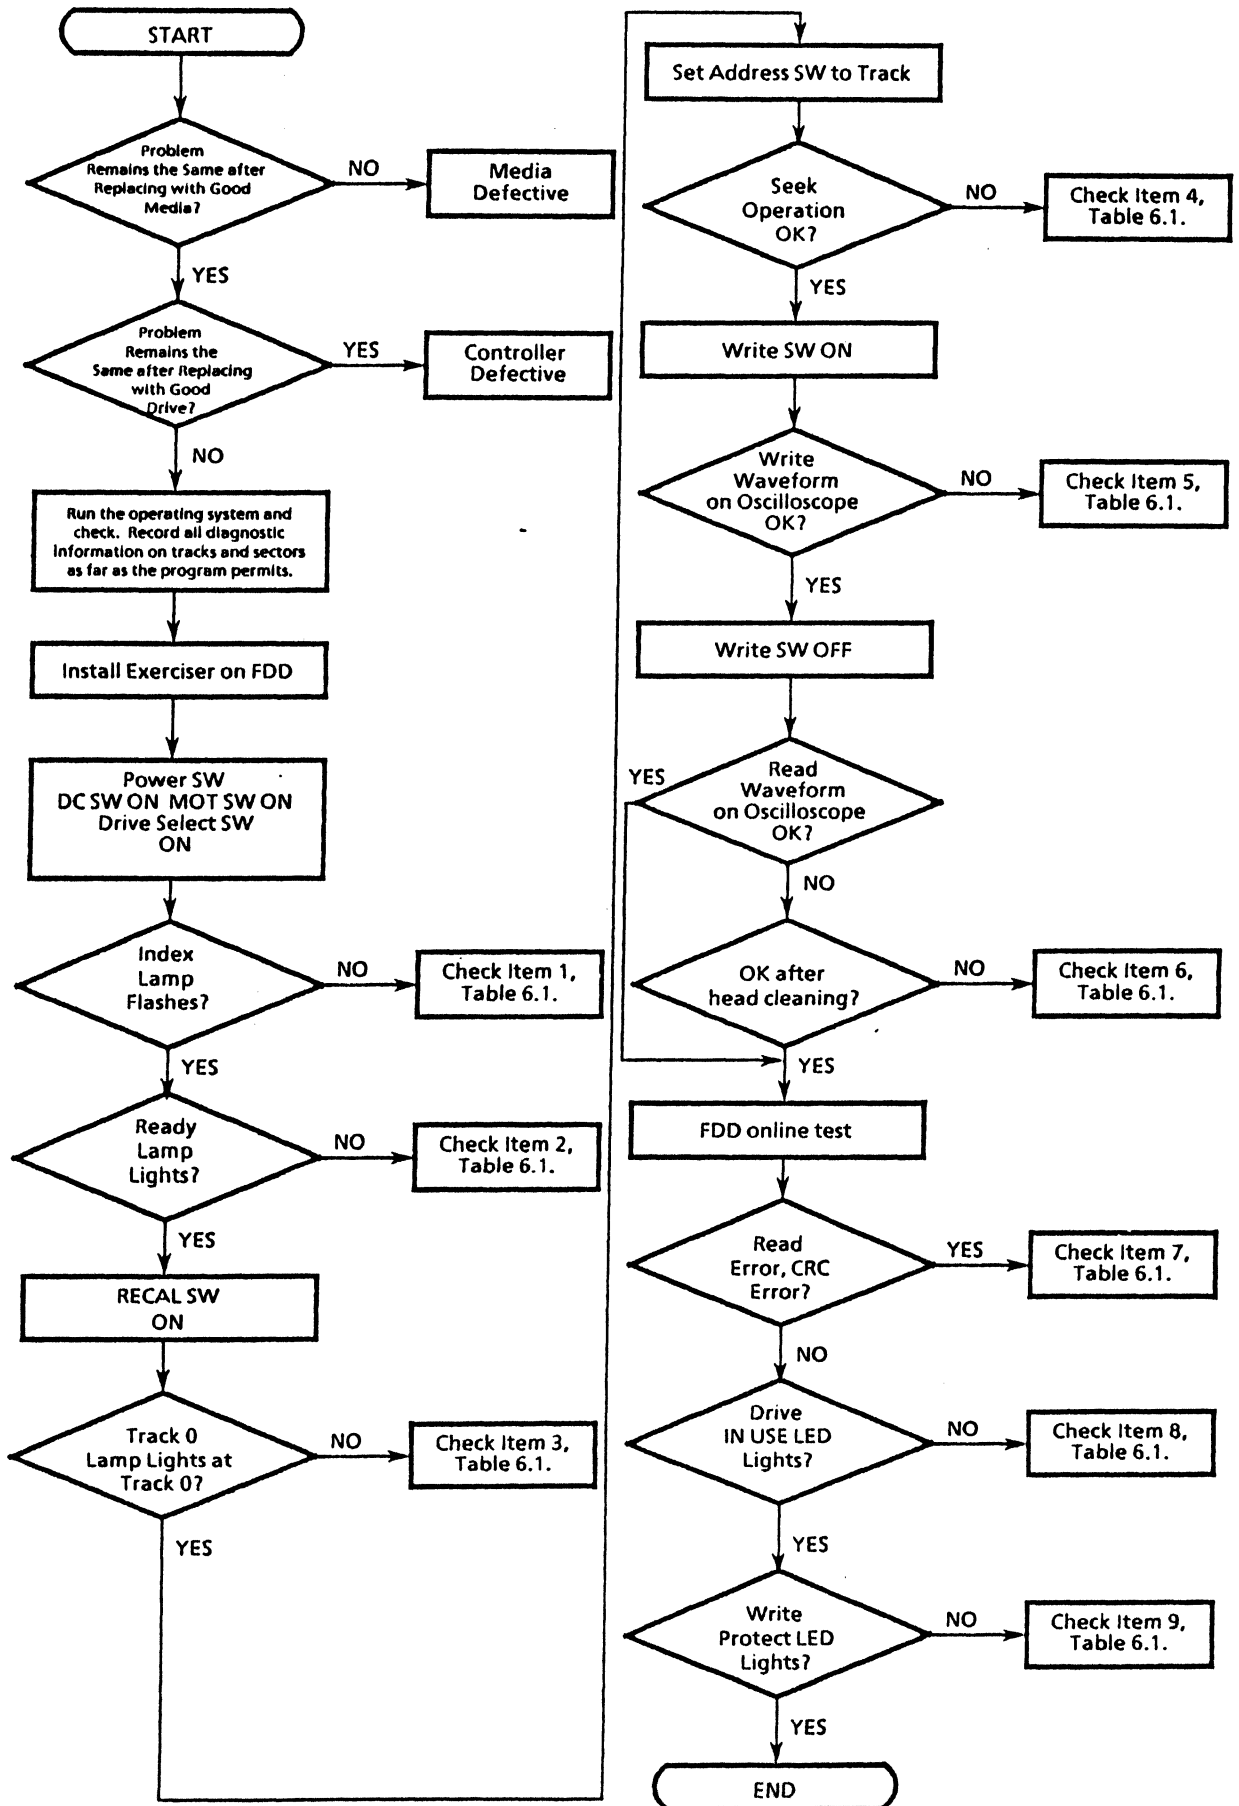 START
Problem
Remains the Same after
Replacing with Good
Media?
NO
Media
Defective
YES
Problem
Remains the
Same after Replacing
with Good
Drive?
YES
Controller
Defective
NO
Run the operating system and
check. Record all diagnostic
information on tracks and sectors
as far as the program permits.
Install Exerciser on FDD
Power SW
DC SW ON MOT SW ON
Drive Select SW
ON
Index
Lamp
Flashes?
NO
Check Item 1,
Table 6.1.
YES
Ready
Lamp
Lights?
NO
Check Item 2,
Table 6.1.
YES
RECAL SW
ON
Track 0
Lamp Lights at
Track 0?
NO
Check Item 3,
Table 6.1.
YES
Set Address SW to Track
Seek
Operation
OK?
NO
Check Item 4,
Table 6.1.
YES
Write SW ON
Write
Waveform
on Oscilloscope
OK?
NO
Check Item 5,
Table 6.1.
YES
Write SW OFF
YES
Read
Waveform
on Oscilloscope
OK?
NO
OK after
head cleaning?
NO
Check Item 6,
Table 6.1.
YES
FDD online test
Read
Error, CRC
Error?
YES
Check Item 7,
Table 6.1.
NO
Drive
IN USE LED
Lights?
NO
Check Item 8,
Table 6.1.
YES
Write
Protect LED
Lights?
NO
Check Item 9,
Table 6.1.
YES
END